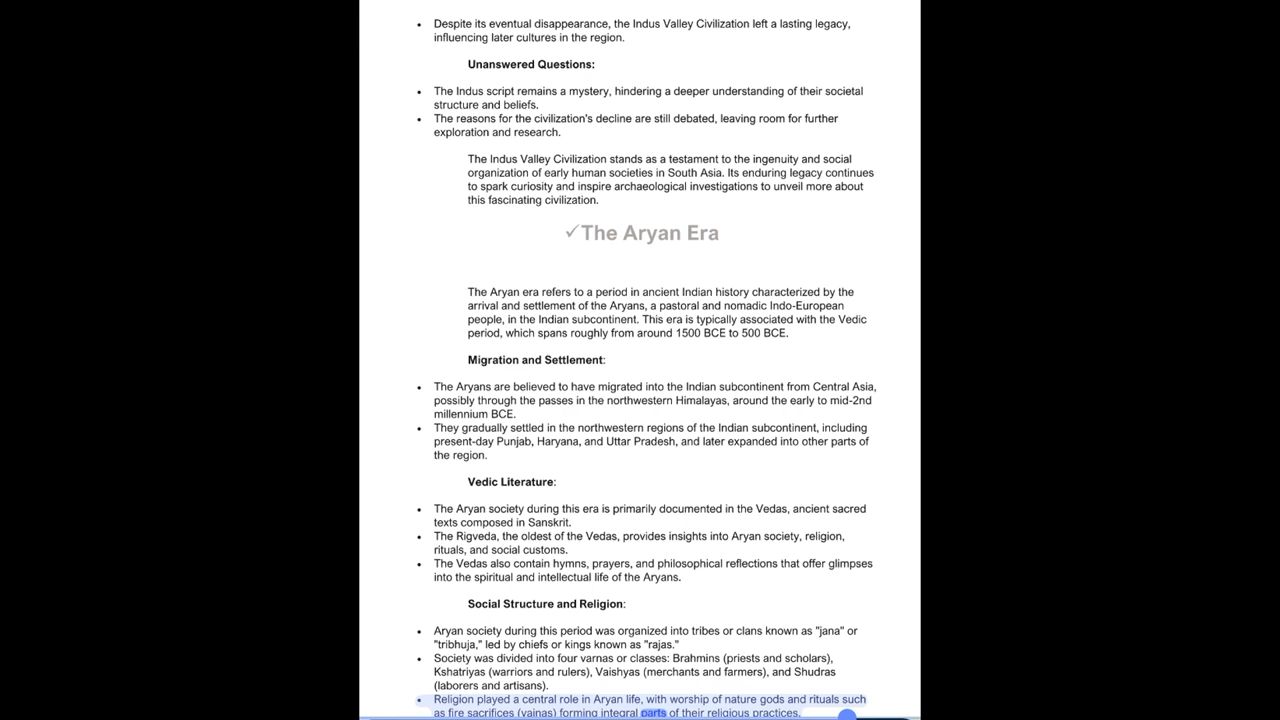 • Despite its eventual disappearance, the Indus Valley Civilization left a lasting legacy,
influencing later cultures in the region.
Unanswered Questions:
• The Indus script remains a mystery, hindering a deeper understanding of their societal
structure and beliefs.
• The reasons for the civilization's decline are still debated, leaving room for further
exploration and research.
The Indus Valley Civilization stands as a testament to the ingenuity and social
organization of early human societies in South Asia. Its enduring legacy continues
to spark curiosity and inspire archaeological investigations to unveil more about
this fascinating civilization.
✓The Aryan Era
The Aryan era refers to a period in ancient Indian history characterized by the
arrival and settlement of the Aryans, a pastoral and nomadic Indo-European
people, in the Indian subcontinent. This era is typically associated with the Vedic
period, which spans roughly from around 1500 BCE to 500 BCE.
Migration and Settlement:
• The Aryans are believed to have migrated into the Indian subcontinent from Central Asia,
possibly through the passes in the northwestern Himalayas, around the early to mid-2nd
millennium BCE.
• They gradually settled in the northwestern regions of the Indian subcontinent, including
present-day Punjab, Haryana, and Uttar Pradesh, and later expanded into other parts of
the region.
Vedic Literature:
• The Aryan society during this era is primarily documented in the Vedas, ancient sacred
texts composed in Sanskrit.
• The Rigveda, the oldest of the Vedas, provides insights into Aryan society, religion,
rituals, and social customs.
• The Vedas also contain hymns, prayers, and philosophical reflections that offer glimpses
into the spiritual and intellectual life of the Aryans.
Social Structure and Religion:
• Aryan society during this period was organized into tribes or clans known as "jana" or
"tribhuja," led by chiefs or kings known as "rajas."
• Society was divided into four varnas or classes: Brahmins (priests and scholars),
Kshatriyas (warriors and rulers), Vaishyas (merchants and farmers), and Shudras
(laborers and artisans).
• Religion played a central role in Aryan life, with worship of nature gods and rituals such
as fire sacrifices (yajnas) forming integral parts of their religious practices.